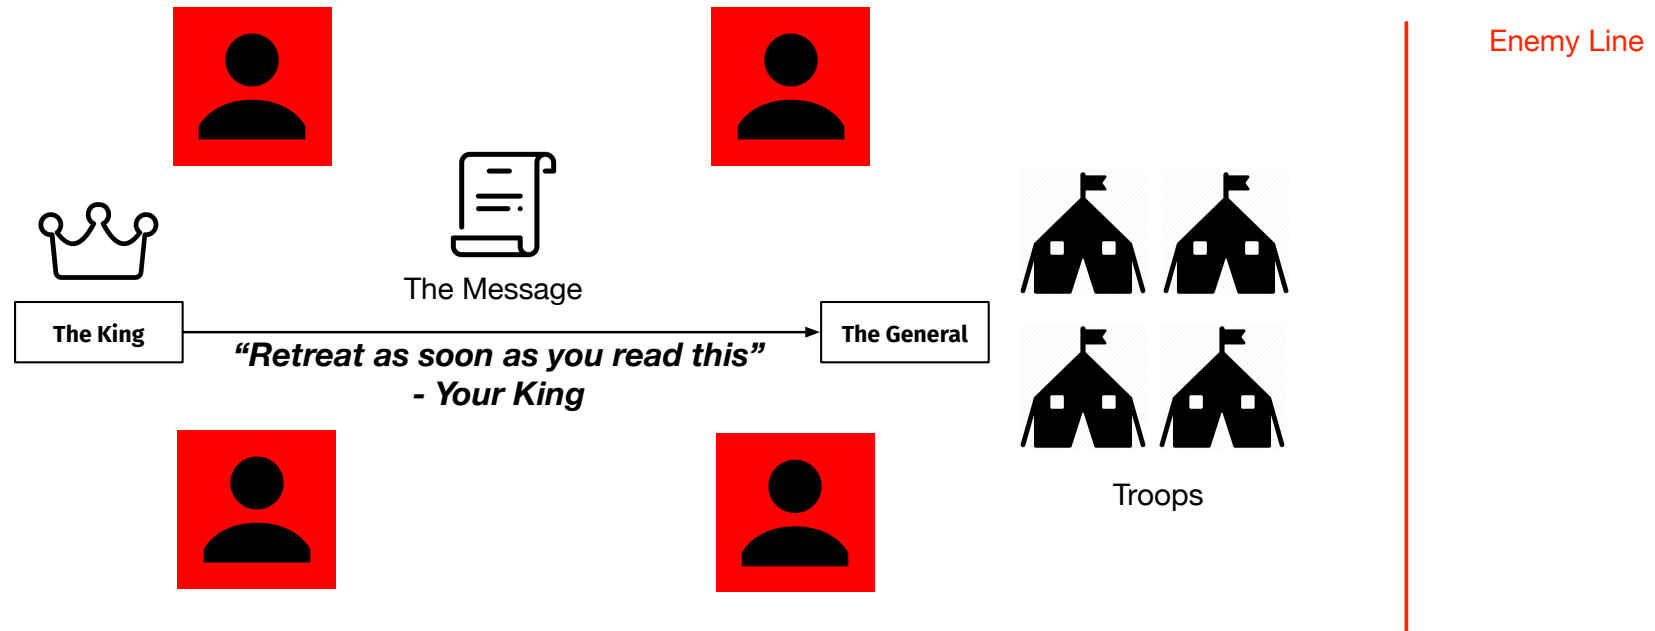 Enemy Line
The Message
The King
The General
“Retreat as soon as you read this”
- Your King
Troops